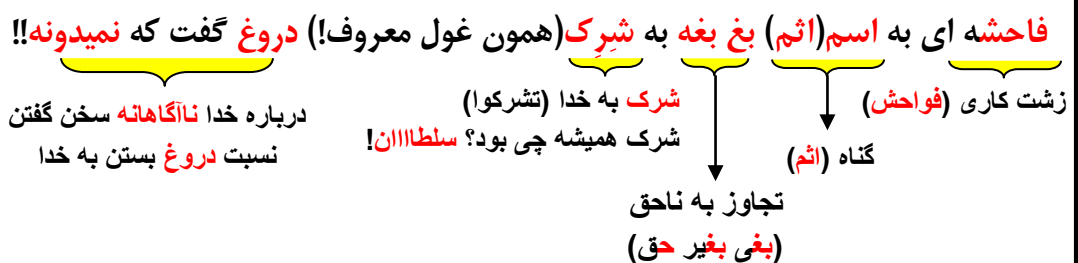 فاحشه ای به اسم(اثم) بغ بغه به شِرِک(همون غول معروف!) دروغ گفت که نمیدونه!!
زشت کاری (فواحش)
گناه (اثم)
تجاوز به ناحق
(بغی بغیر حق)
شرک به خدا (تشرکوا)
شرک همیشه چی بود؟ سلطاااان!
درباره خدا ناآگاهانه سخن گفتن
نسبت دروغ بستن به خدا